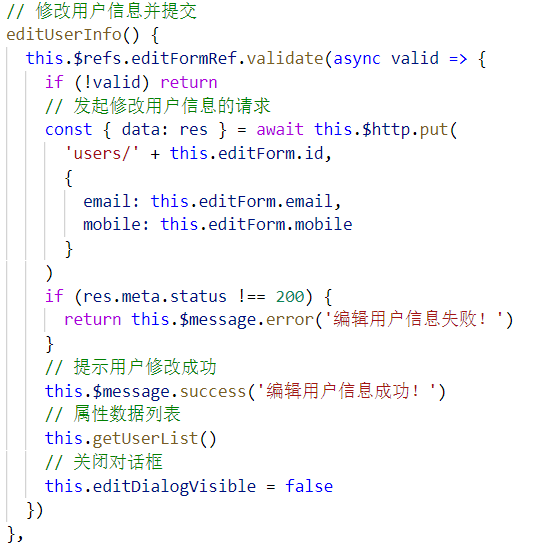 // 修改用户信息并提交
editUserInfo() {
  this.$refs.editFormRef.validate(async valid => {
    if (!valid) return
    // 发起修改用户信息的请求
    const { data: res } = await this.$http.put(
      'users/' + this.editForm.id,
      {
        email: this.editForm.email,
        mobile: this.editForm.mobile
      }
    )
    if (res.meta.status !== 200) {
      return this.$message.error('编辑用户信息失败！')
    }
    // 提示用户修改成功
    this.$message.success('编辑用户信息成功！')
    // 属性数据列表
    this.getUserList()
    // 关闭对话框
    this.editDialogVisible = false
  })
},